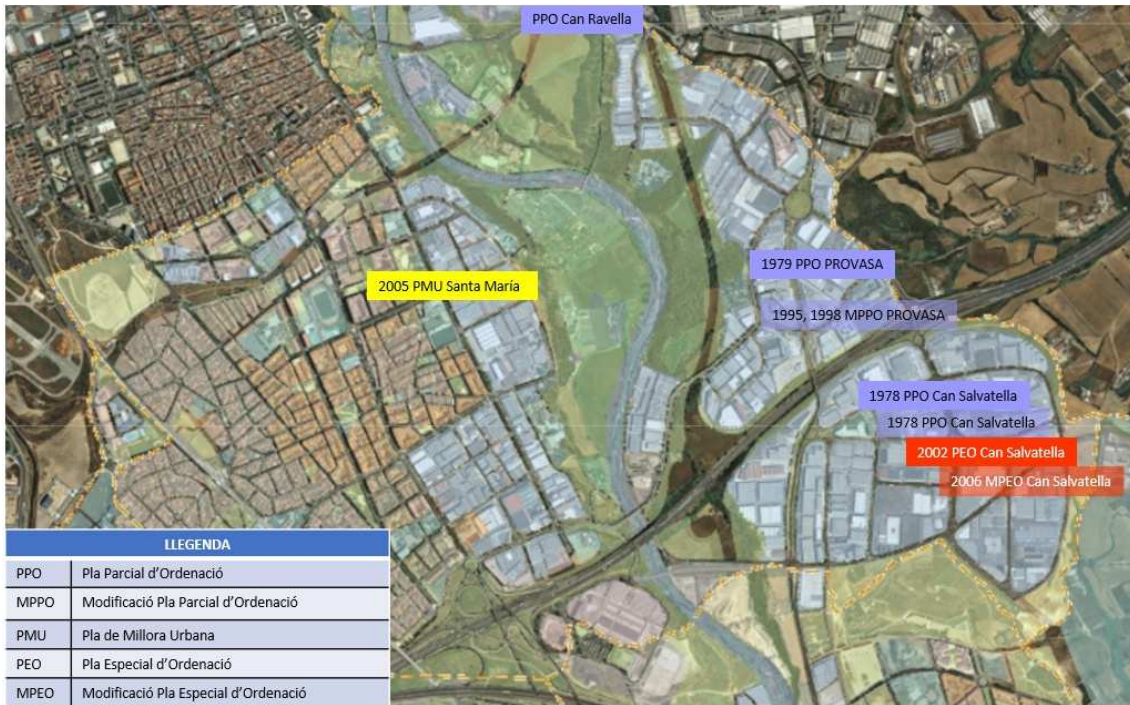 PPO Can Ravella
1979 PPO PROVASA
2005 PMU Santa María
1995, 1998 MPPO PROVASA
1978 PPO Can Salvatella
1978 PPO Can Salvatella
2002 PEO Can Salvatella
2006 MPEO Can Salvatella
LLEGENDA
PPO Pla Parcial d'Ordenació
MPPO Modificació Pla Parcial d'Ordenació
PMU Pla de Millora Urbana
PEO Pla Especial d'Ordenació
MPEO Modificació Pla Especial d'Ordenació